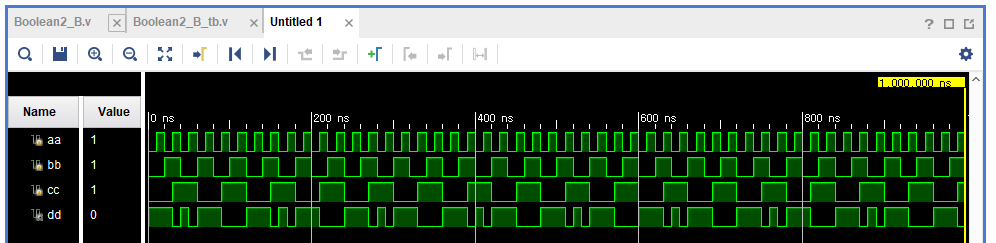 Boolean2_B.v × Boolean2_B_tb.v × Untitled 1 × ?
1,000.000 ns
Name Value
0 ns 200 ns 400 ns 600 ns 800 ns
aa 1
bb 1
cc 1
dd 0